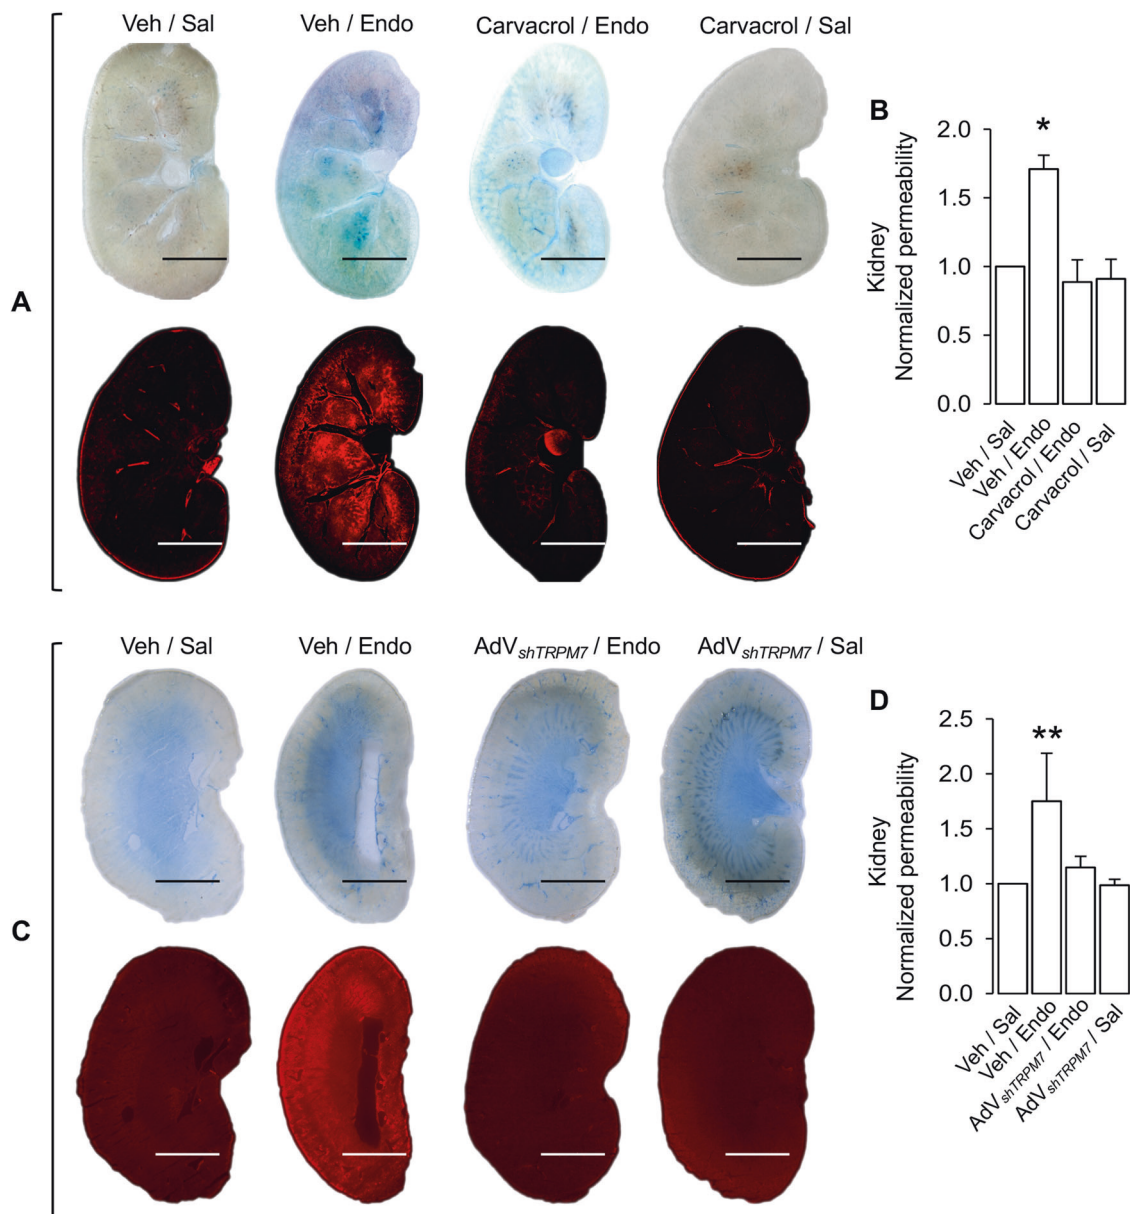 A
Veh / Sal
Veh / Endo
Carvacrol / Endo
Carvacrol / Sal
B
Kidney
Normalized permeability
2.0
1.5
1.0
0.5
0.0
*
Veh / Sal
Veh / Endo
Carvacrol / Endo
Carvacrol / Sal
C
Veh / Sal
Veh / Endo
AdVshTRPM7 / Endo
AdVshTRPM7 / Sal
D
Kidney
Normalized permeability
2.5
2.0
1.5
1.0
0.5
0.0
**
Veh / Sal
Veh / Endo
AdVshTRPM7 / Endo
AdVshTRPM7 / Sal